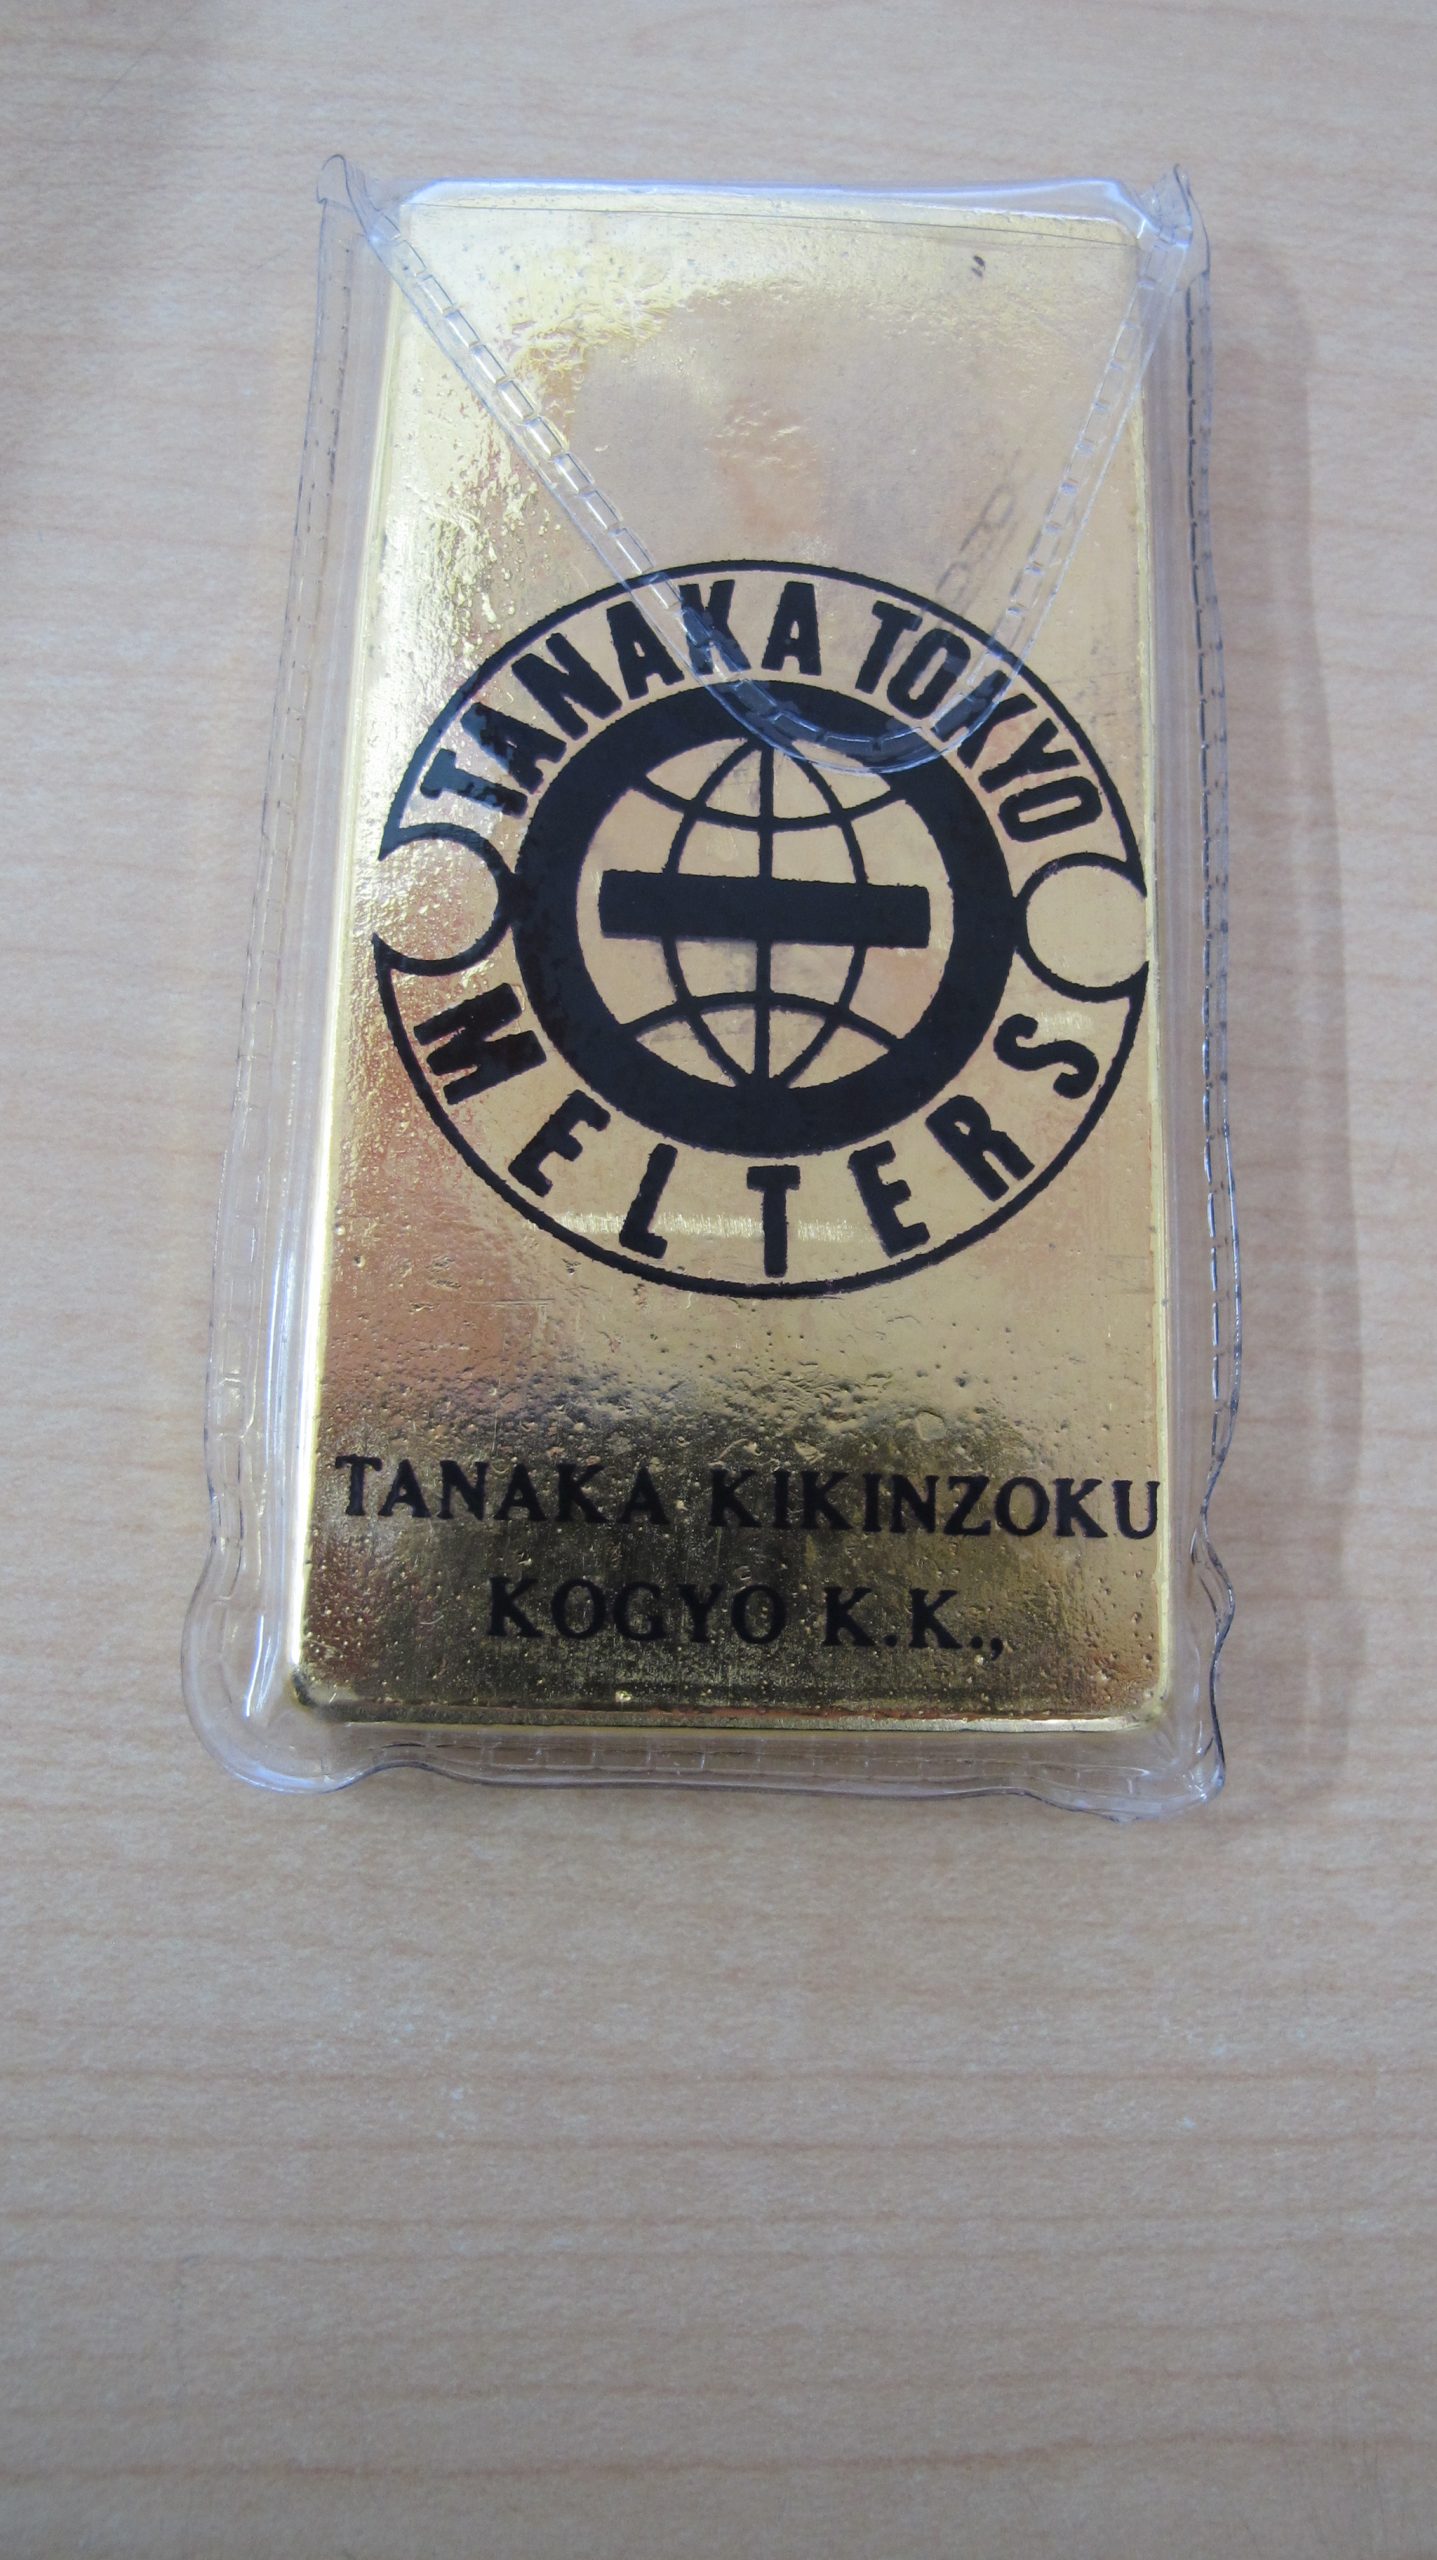 TANAKA TOKYO
MELTERS
TANAKA KIKINZOKU
KOGYO K.K.,